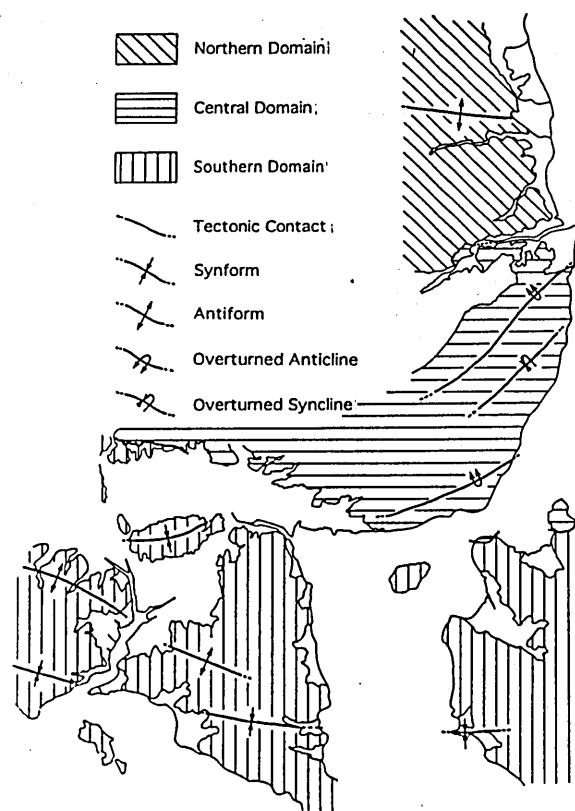 Northern Domain
Central Domain
Southern Domain
Tectonic Contact
Synform
Antiform
Overturned Anticline
Overturned Syncline